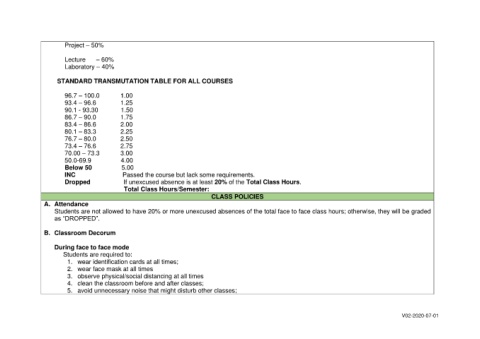 Project – 50%
Lecture – 60%
Laboratory – 40%
STANDARD TRANSMUTATION TABLE FOR ALL COURSES
96.7 – 100.0 1.00
93.4 – 96.6 1.25
90.1 - 93.30 1.50
86.7 – 90.0 1.75
83.4 – 86.6 2.00
80.1 – 83.3 2.25
76.7 – 80.0 2.50
73.4 – 76.6 2.75
70.00 – 73.3 3.00
50.0-69.9 4.00
Below 50 5.00
INC Passed the course but lack some requirements.
Dropped If unexcused absence is at least 20% of the Total Class Hours.
Total Class Hours/Semester:
CLASS POLICIES
A. Attendance
Students are not allowed to have 20% or more unexcused absences of the total face to face class hours; otherwise, they will be graded
as "DROPPED".
B. Classroom Decorum
During face to face mode
Students are required to:
1. wear identification cards at all times;
2. wear face mask at all times
3. observe physical/social distancing at all times
4. clean the classroom before and after classes;
5. avoid unnecessary noise that might disturb other classes;
V02-2020-07-01